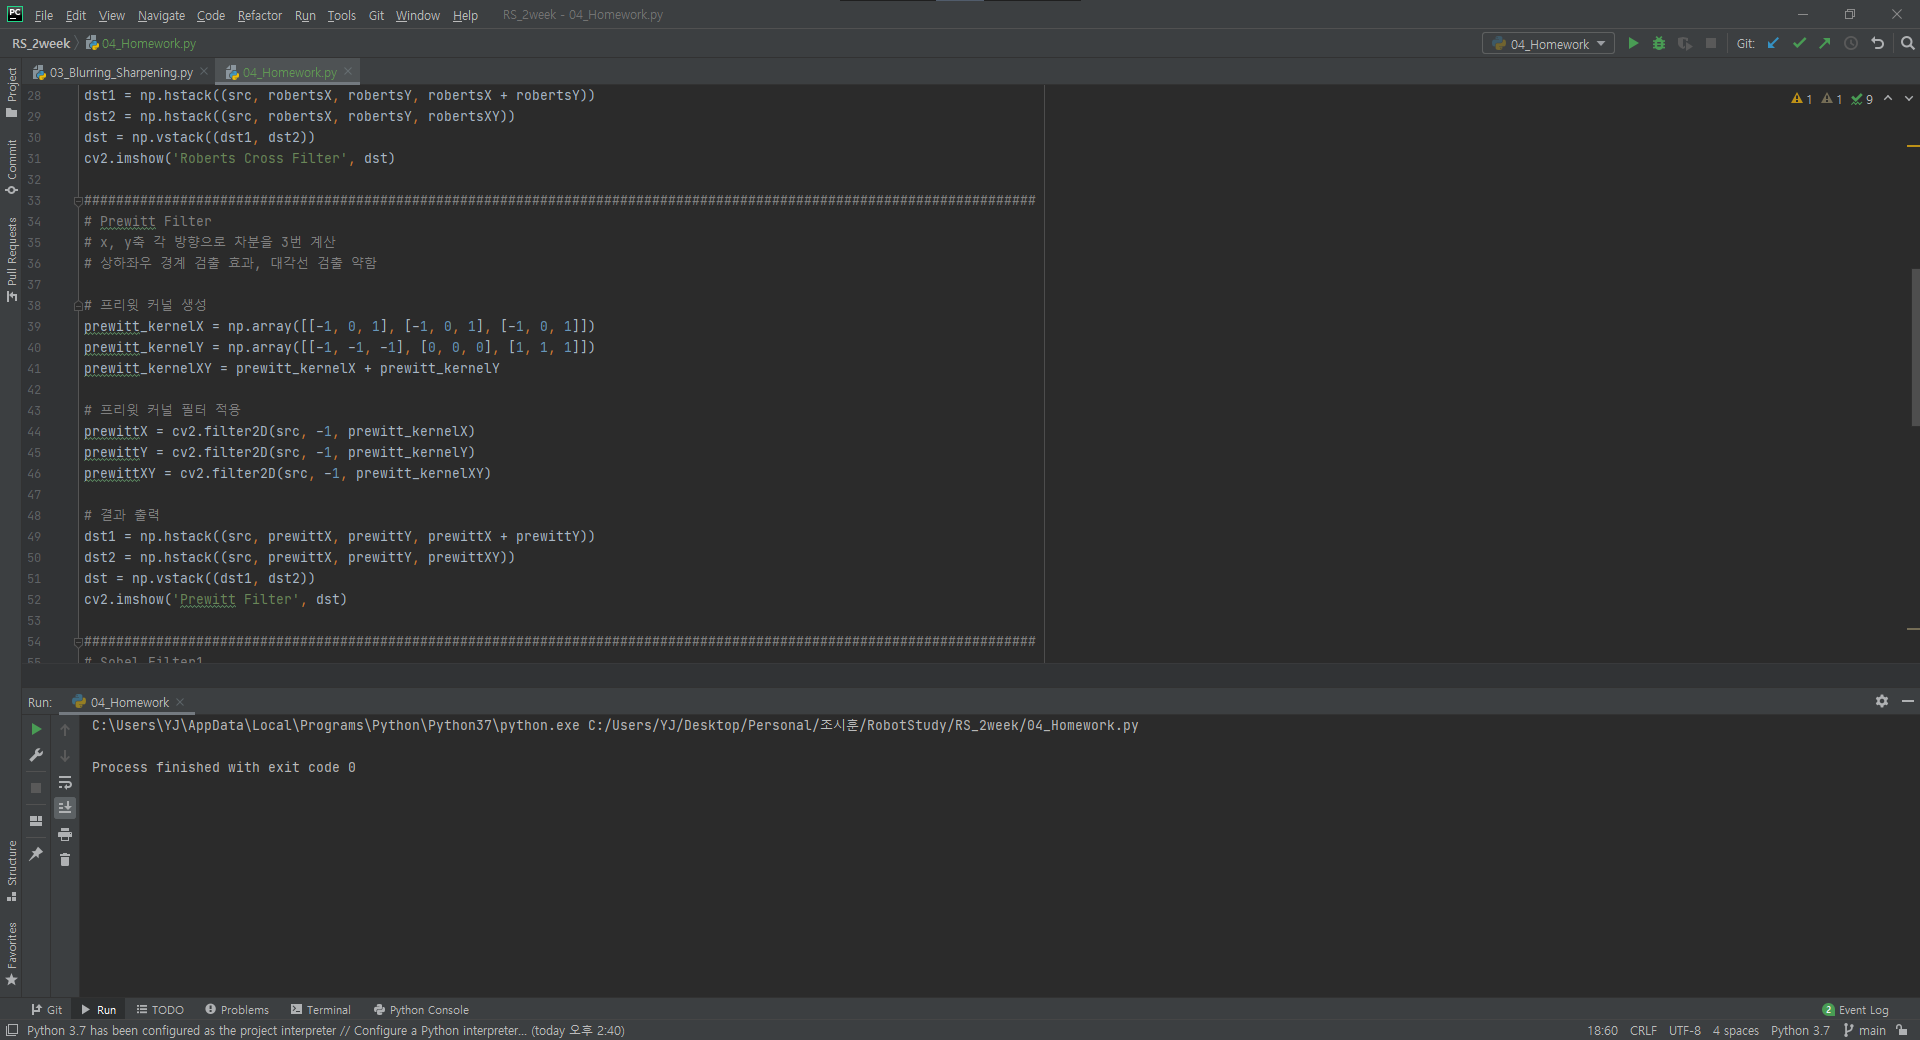 PC File Edit View Navigate Code Refactor Run Tools Git Window Help RS_2week - 04_Homework.py
RS_2week 04_Homework.py 04_Homework Git:
03_Blurring_Sharpening.py 04_Homework.py
1 1 9
28 dst1 = np.hstack((src, robertsX, robertsY, robertsX + robertsY))
29 dst2 = np.hstack((src, robertsX, robertsY, robertsXY))
30 dst = np.vstack((dst1, dst2))
31 cv2.imshow('Roberts Cross Filter', dst)
32
33 #######################################################################################################################
34 # Prewitt Filter
35 # x, y축 각 방향으로 차분을 3번 계산
36 # 상하좌우 경계 검출 효과, 대각선 검출 약함
37
38 # 프리윗 커널 생성
39 prewitt_kernelX = np.array([[-1, 0, 1], [-1, 0, 1], [-1, 0, 1]])
40 prewitt_kernelY = np.array([[-1, -1, -1], [0, 0, 0], [1, 1, 1]])
41 prewitt_kernelXY = prewitt_kernelX + prewitt_kernelY
42
43 # 프리윗 커널 필터 적용
44 prewittX = cv2.filter2D(src, -1, prewitt_kernelX)
45 prewittY = cv2.filter2D(src, -1, prewitt_kernelY)
46 prewittXY = cv2.filter2D(src, -1, prewitt_kernelXY)
47
48 # 결과 출력
49 dst1 = np.hstack((src, prewittX, prewittY, prewittX + prewittY))
50 dst2 = np.hstack((src, prewittX, prewittY, prewittXY))
51 dst = np.vstack((dst1, dst2))
52 cv2.imshow('Prewitt Filter', dst)
53
54 #######################################################################################################################
55 # Sobel Filter1
Project
Commit
Pull Requests
Structure
Favorites
Run: 04_Homework
C:\Users\YJ\AppData\Local\Programs\Python\Python37\python.exe C:/Users/YJ/Desktop/Personal/조시훈/RobotStudy/RS_2week/04_Homework.py
Process finished with exit code 0
Git Run TODO Problems Terminal Python Console 2 Event Log
Python 3.7 has been configured as the project interpreter // Configure a Python interpreter... (today 오후 2:40) 18:60 CRLF UTF-8 4 spaces Python 3.7 main